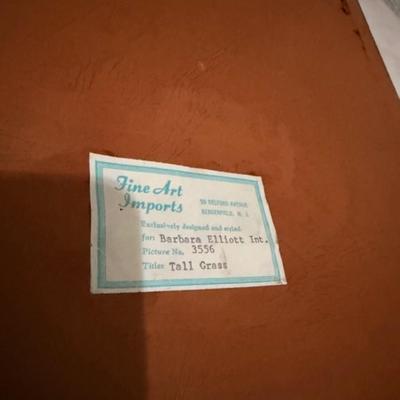 Fine Art
Imports
59 DELFORD AVENUE
BERGENFIELD, N. J.
Exclusively designed and styled
for: Barbara Elliott Int.
Picture No. 3556
Title: Tall Grass